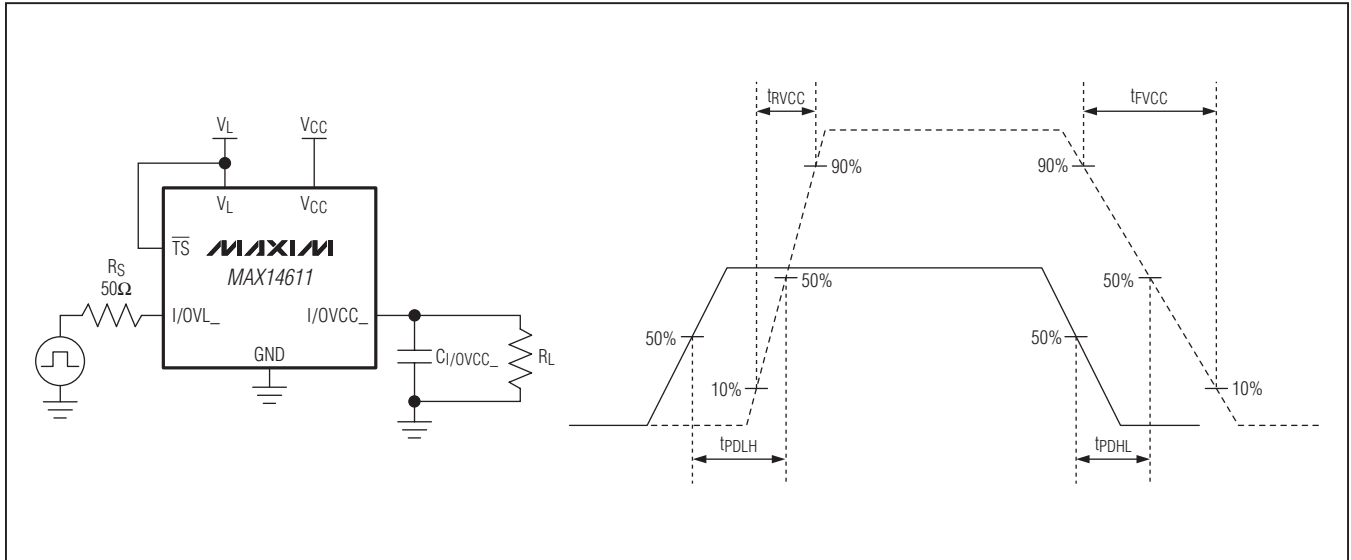 VL
VCC
VL
VCC
TS
MAXIM
MAX14611
RS
50Ω
I/OVL_
I/OVCC_
GND
CI/OVCC_
RL
tRVCC
tFVCC
90%
90%
50%
50%
50%
50%
10%
10%
tPDLH
tPDHL